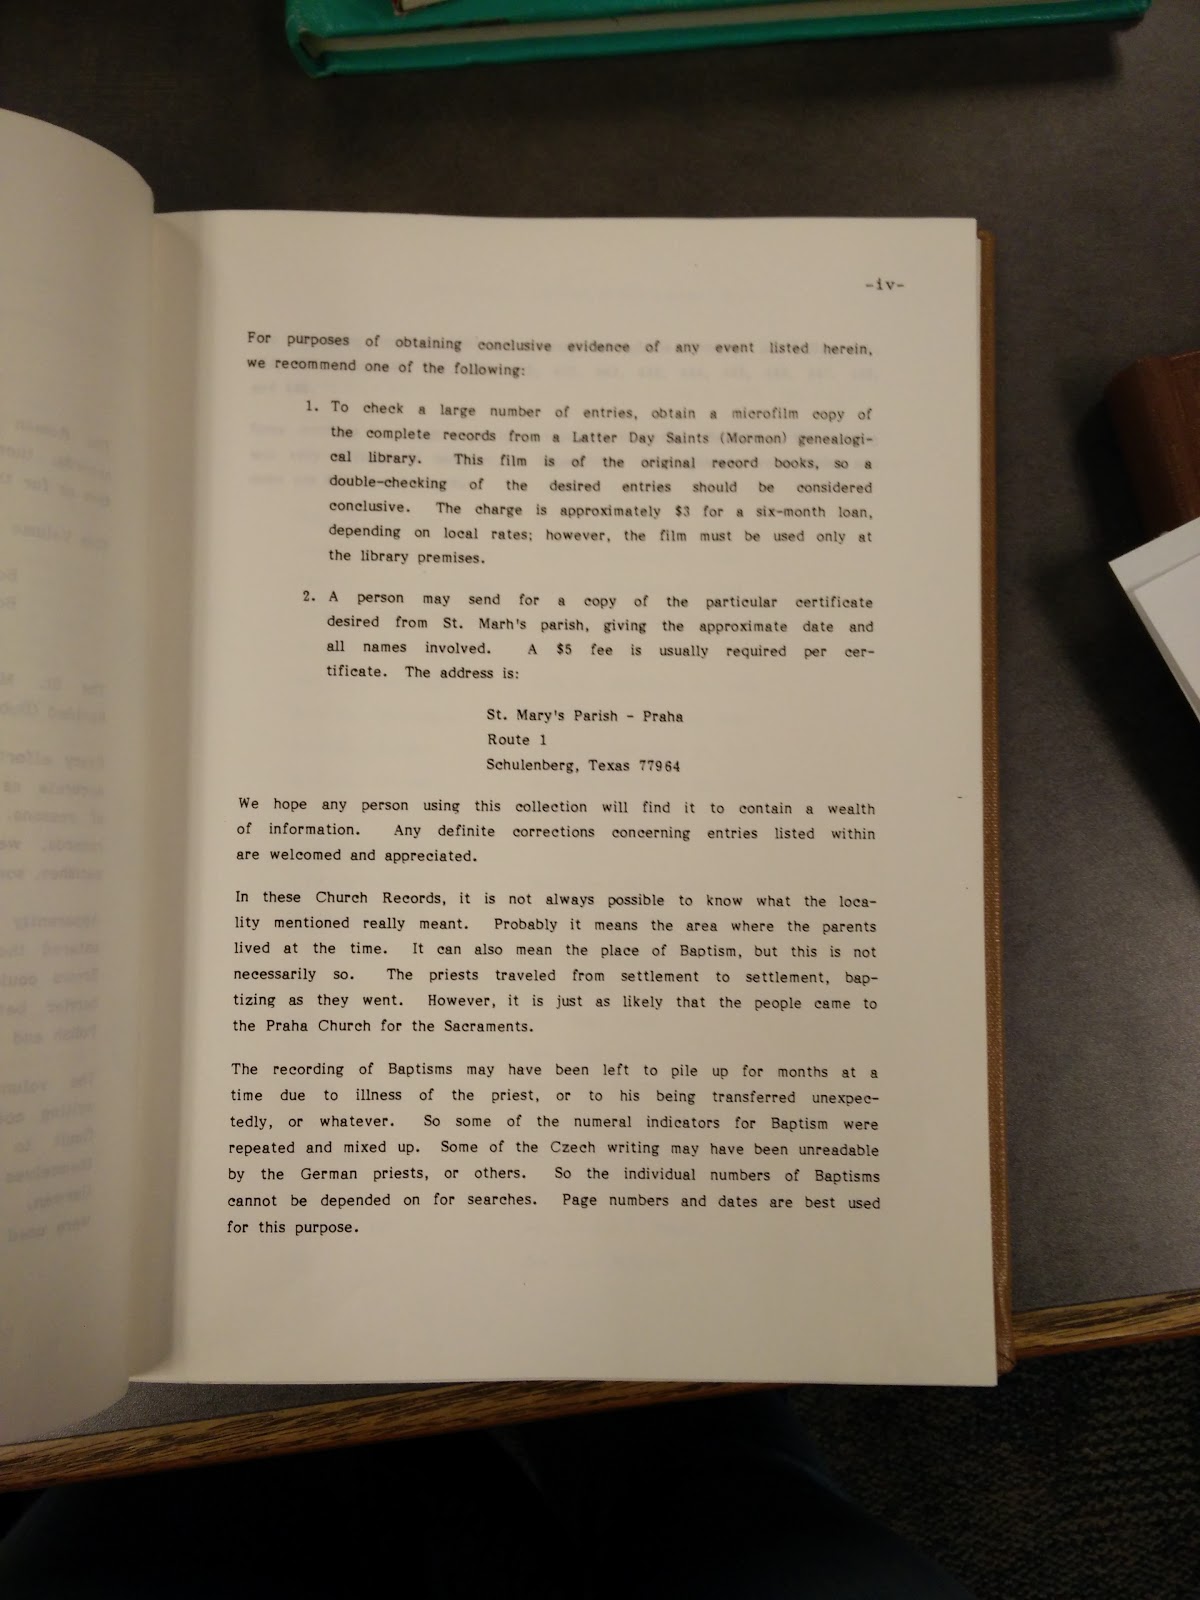 -iv-
For purposes of obtaining conclusive evidence of any event listed herein,
we recommend one of the following:
1. To check a large number of entries, obtain a microfilm copy of
the complete records from a Latter Day Saints (Mormon) genealogi-
cal library. This film is of the original record books, so a
double-checking of the desired entries should be considered
conclusive. The charge is approximately $3 for a six-month loan,
depending on local rates; however, the film must be used only at
the library premises.
2. A person may send for a copy of the particular certificate
desired from St. Marh's parish, giving the approximate date and
all names involved. A $5 fee is usually required per cer-
tificate. The address is:
St. Mary's Parish - Praha
Route 1
Schulenberg, Texas 77964
We hope any person using this collection will find it to contain a wealth
of information. Any definite corrections concerning entries listed within
are welcomed and appreciated.
In these Church Records, it is not always possible to know what the loca-
lity mentioned really meant. Probably it means the area where the parents
lived at the time. It can also mean the place of Baptism, but this is not
necessarily so. The priests traveled from settlement to settlement, bap-
tizing as they went. However, it is just as likely that the people came to
the Praha Church for the Sacraments.
The recording of Baptisms may have been left to pile up for months at a
time due to illness of the priest, or to his being transferred unexpec-
tedly, or whatever. So some of the numeral indicators for Baptism were
repeated and mixed up. Some of the Czech writing may have been unreadable
by the German priests, or others. So the individual numbers of Baptisms
cannot be depended on for searches. Page numbers and dates are best used
for this purpose.